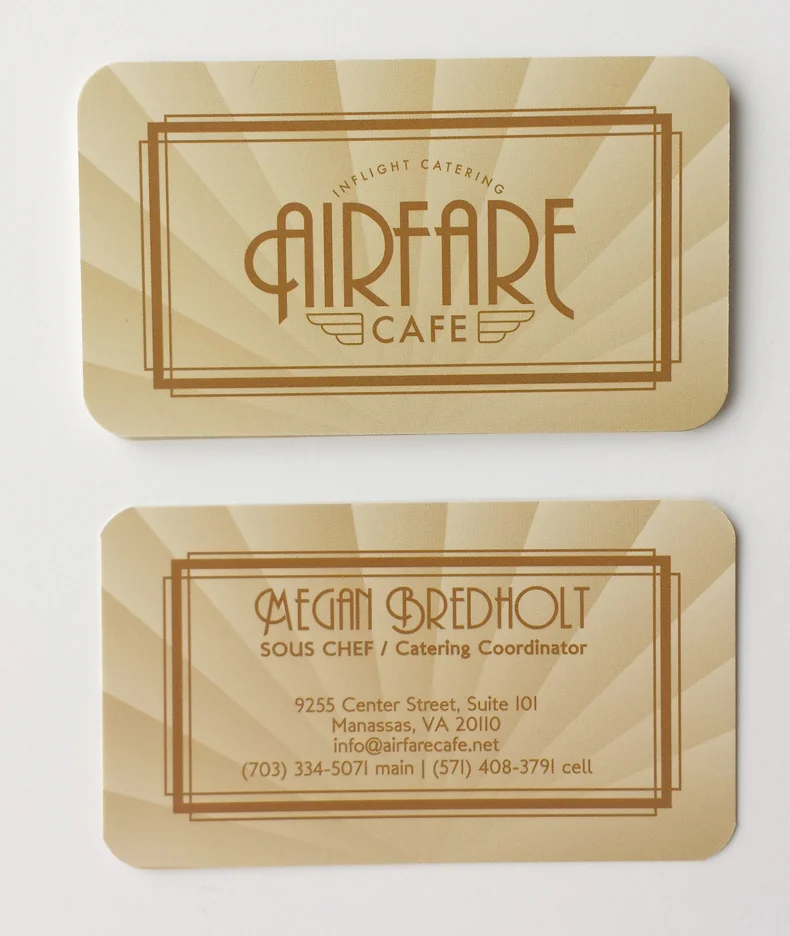 INFLIGHT CATERING
AIRFARE
CAFE
MEGAN BREDHOLT
SOUS CHEF / Catering Coordinator
9255 Center Street, Suite 101
Manassas, VA 20110
info@airfarecafe.net
(703) 334-5071 main | (571) 408-3791 cell